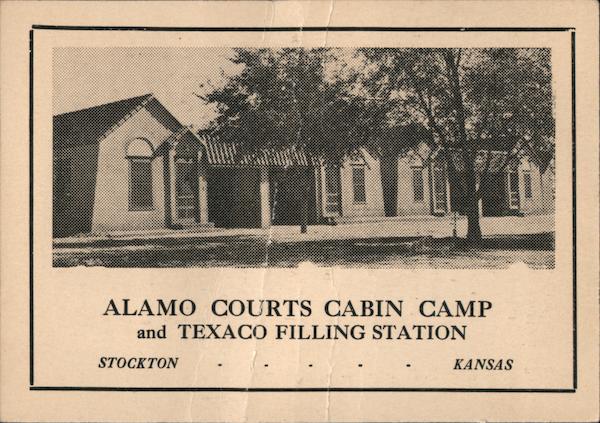 ALAMO COURTS CABIN CAMP
and TEXACO FILLING STATION
STOCKTON - - - - - KANSAS